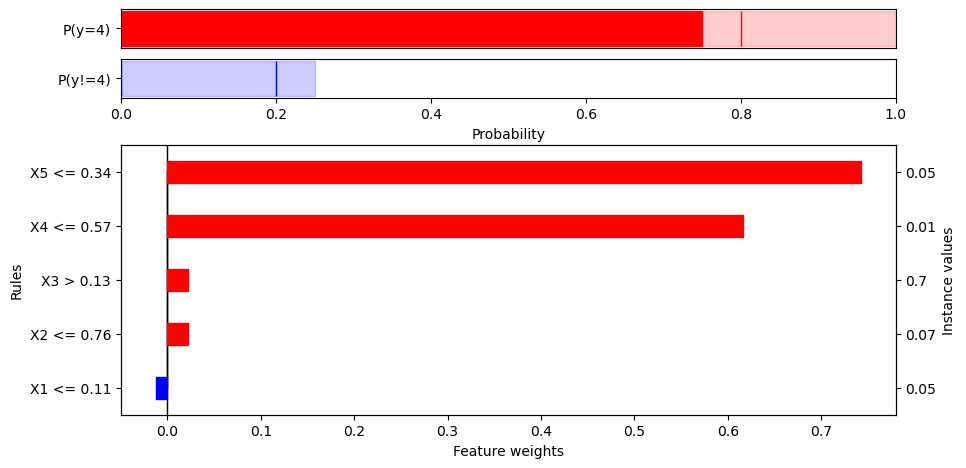 P(y=4)
P(y!=4)
0.0 0.2 0.4 0.6 0.8 1.0
Probability
X5 <= 0.34 0.05
X4 <= 0.57 0.01
X3 > 0.13 0.7
X2 <= 0.76 0.07
X1 <= 0.11 0.05
Rules
Instance values
0.0 0.1 0.2 0.3 0.4 0.5 0.6 0.7
Feature weights